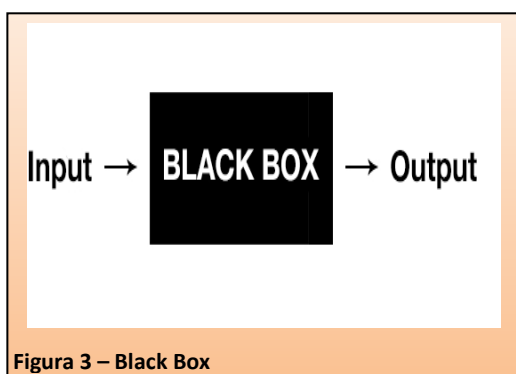 Input → BLACK BOX → Output
Figura 3 – Black Box